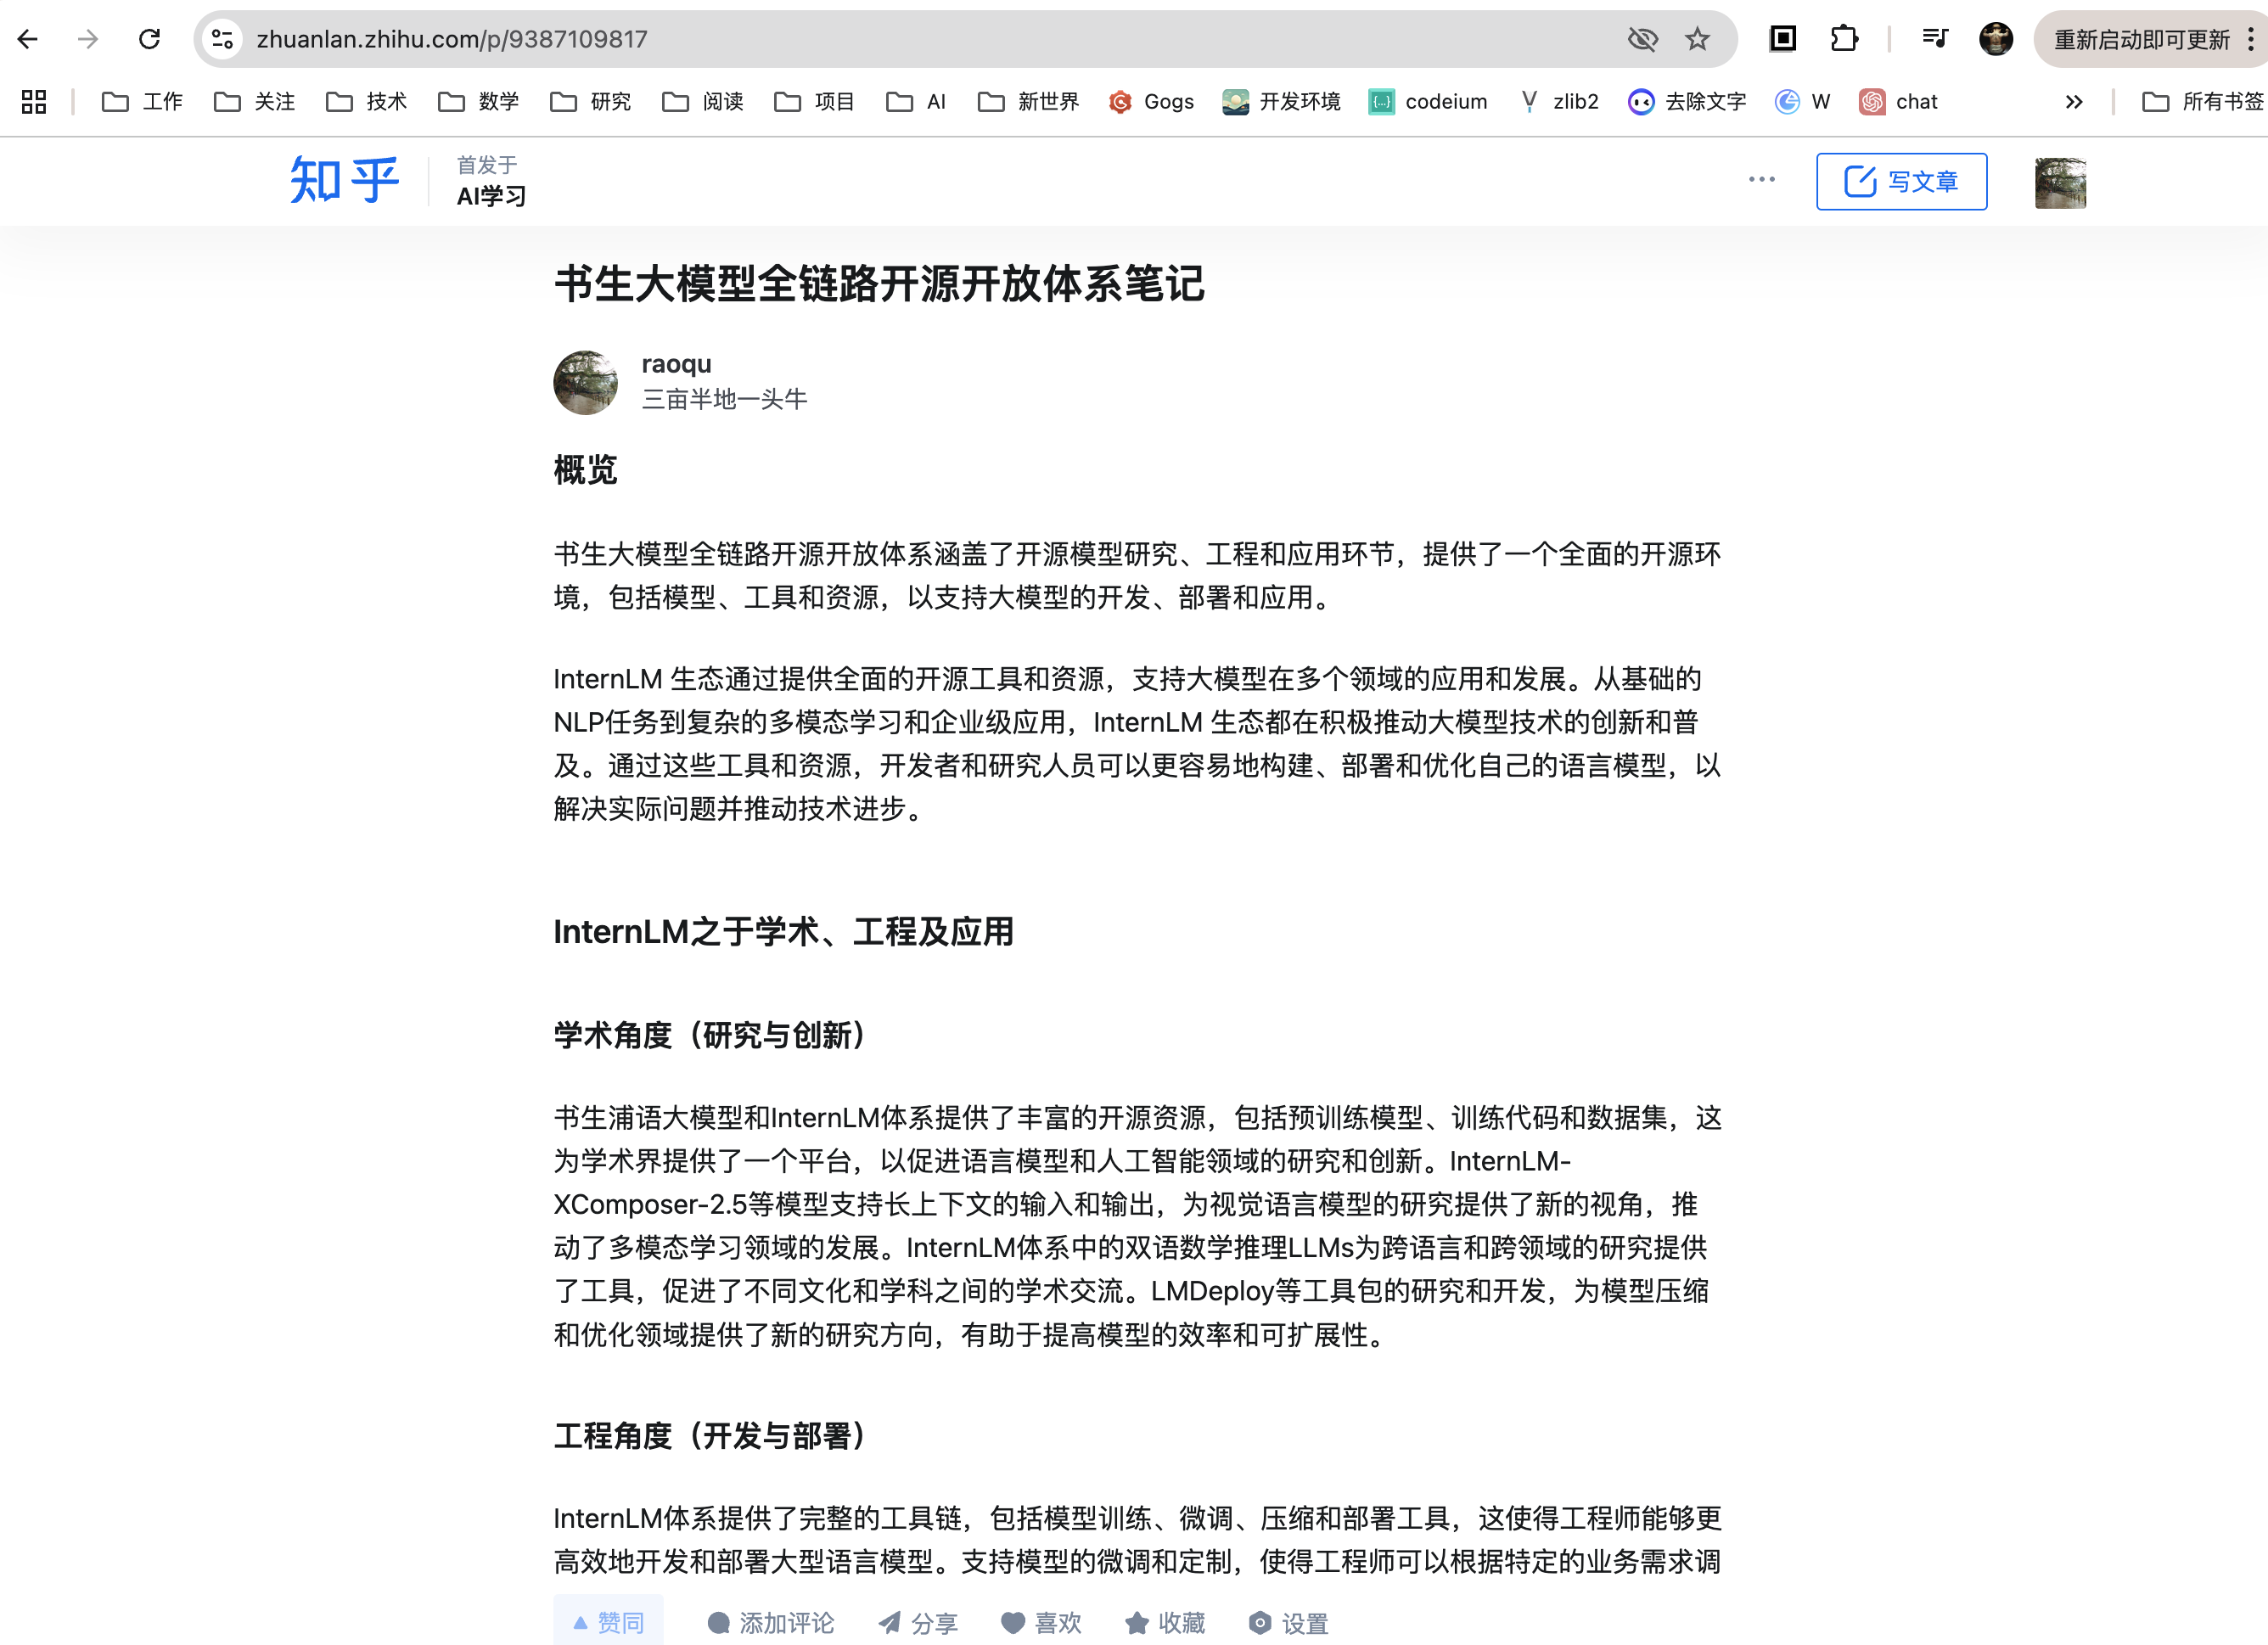 zhuanlan.zhihu.com/p/9387109817
重新启动即可更新
工作 关注 技术 数学 研究 阅读 项目 AI 新世界 Gogs 开发环境 codeium zlib2 去除文字 W chat 所有书签
知乎
首发于
AI学习
写文章
书生大模型全链路开源开放体系笔记
raoqu
三亩半地一头牛
概览
书生大模型全链路开源开放体系涵盖了开源模型研究、工程和应用环节，提供了一个全面的开源环
境，包括模型、工具和资源，以支持大模型的开发、部署和应用。
InternLM 生态通过提供全面的开源工具和资源，支持大模型在多个领域的应用和发展。从基础的
NLP任务到复杂的多模态学习和企业级应用，InternLM 生态都在积极推动大模型技术的创新和普
及。通过这些工具和资源，开发者和研究人员可以更容易地构建、部署和优化自己的语言模型，以
解决实际问题并推动技术进步。
InternLM之于学术、工程及应用
学术角度（研究与创新）
书生浦语大模型和InternLM体系提供了丰富的开源资源，包括预训练模型、训练代码和数据集，这
为学术界提供了一个平台，以促进语言模型和人工智能领域的研究和创新。InternLM-
XComposer-2.5等模型支持长上下文的输入和输出，为视觉语言模型的研究提供了新的视角，推
动了多模态学习领域的发展。InternLM体系中的双语数学推理LLMs为跨语言和跨领域的研究提供
了工具，促进了不同文化和学科之间的学术交流。LMDeploy等工具包的研究和开发，为模型压缩
和优化领域提供了新的研究方向，有助于提高模型的效率和可扩展性。
工程角度（开发与部署）
InternLM体系提供了完整的工具链，包括模型训练、微调、压缩和部署工具，这使得工程师能够更
高效地开发和部署大型语言模型。支持模型的微调和定制，使得工程师可以根据特定的业务需求调
赞同 添加评论 分享 喜欢 收藏 设置